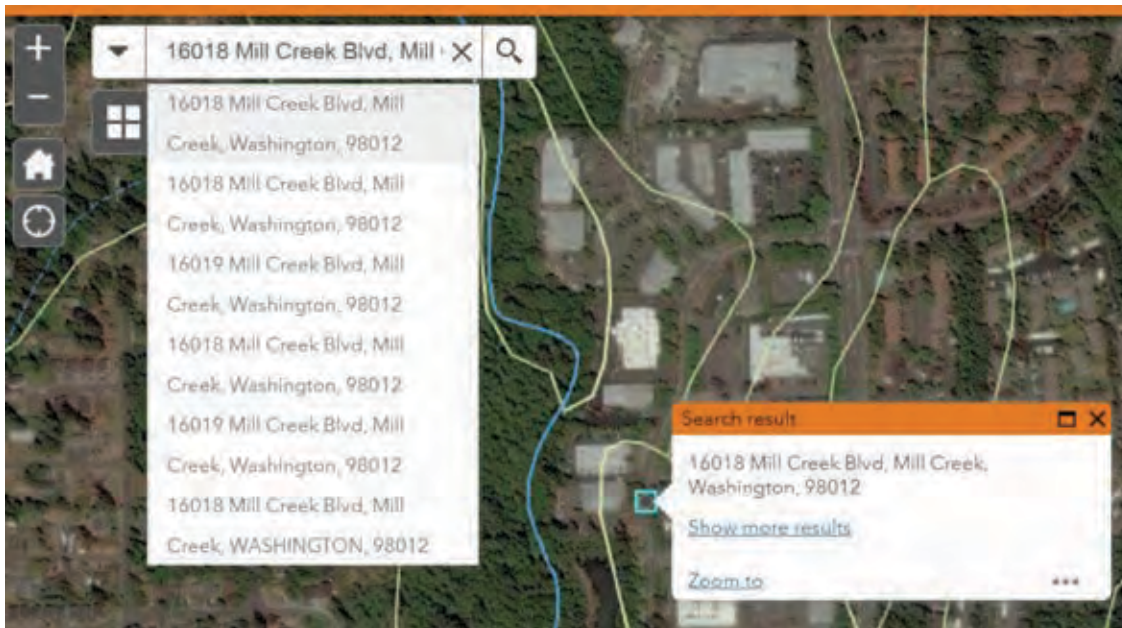 16018 Mill Creek Blvd, Mill
16018 Mill Creek Blvd, Mill
Creek, Washington, 98012
16018 Mill Creek Blvd, Mill
Creek, Washington, 98012
16019 Mill Creek Blvd, Mill
Creek, Washington, 98012
16018 Mill Creek Blvd, Mill
Creek, Washington, 98012
16019 Mill Creek Blvd, Mill
Creek, Washington, 98012
16018 Mill Creek Blvd, Mill
Creek, WASHINGTON, 98012
Search result
16018 Mill Creek Blvd, Mill Creek,
Washington, 98012
Show more results
Zoom to